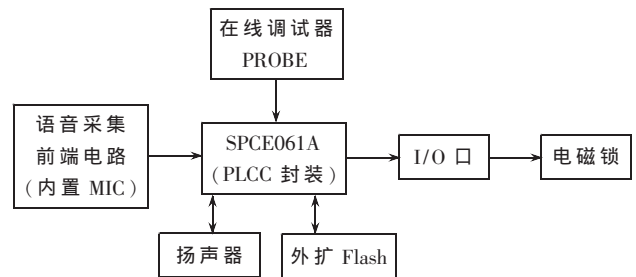 在线调试器
PROBE
语音采集
前端电路
(内置 MIC)
SPCE061A
(PLCC 封装)
I/O 口
电磁锁
扬声器
外扩 Flash